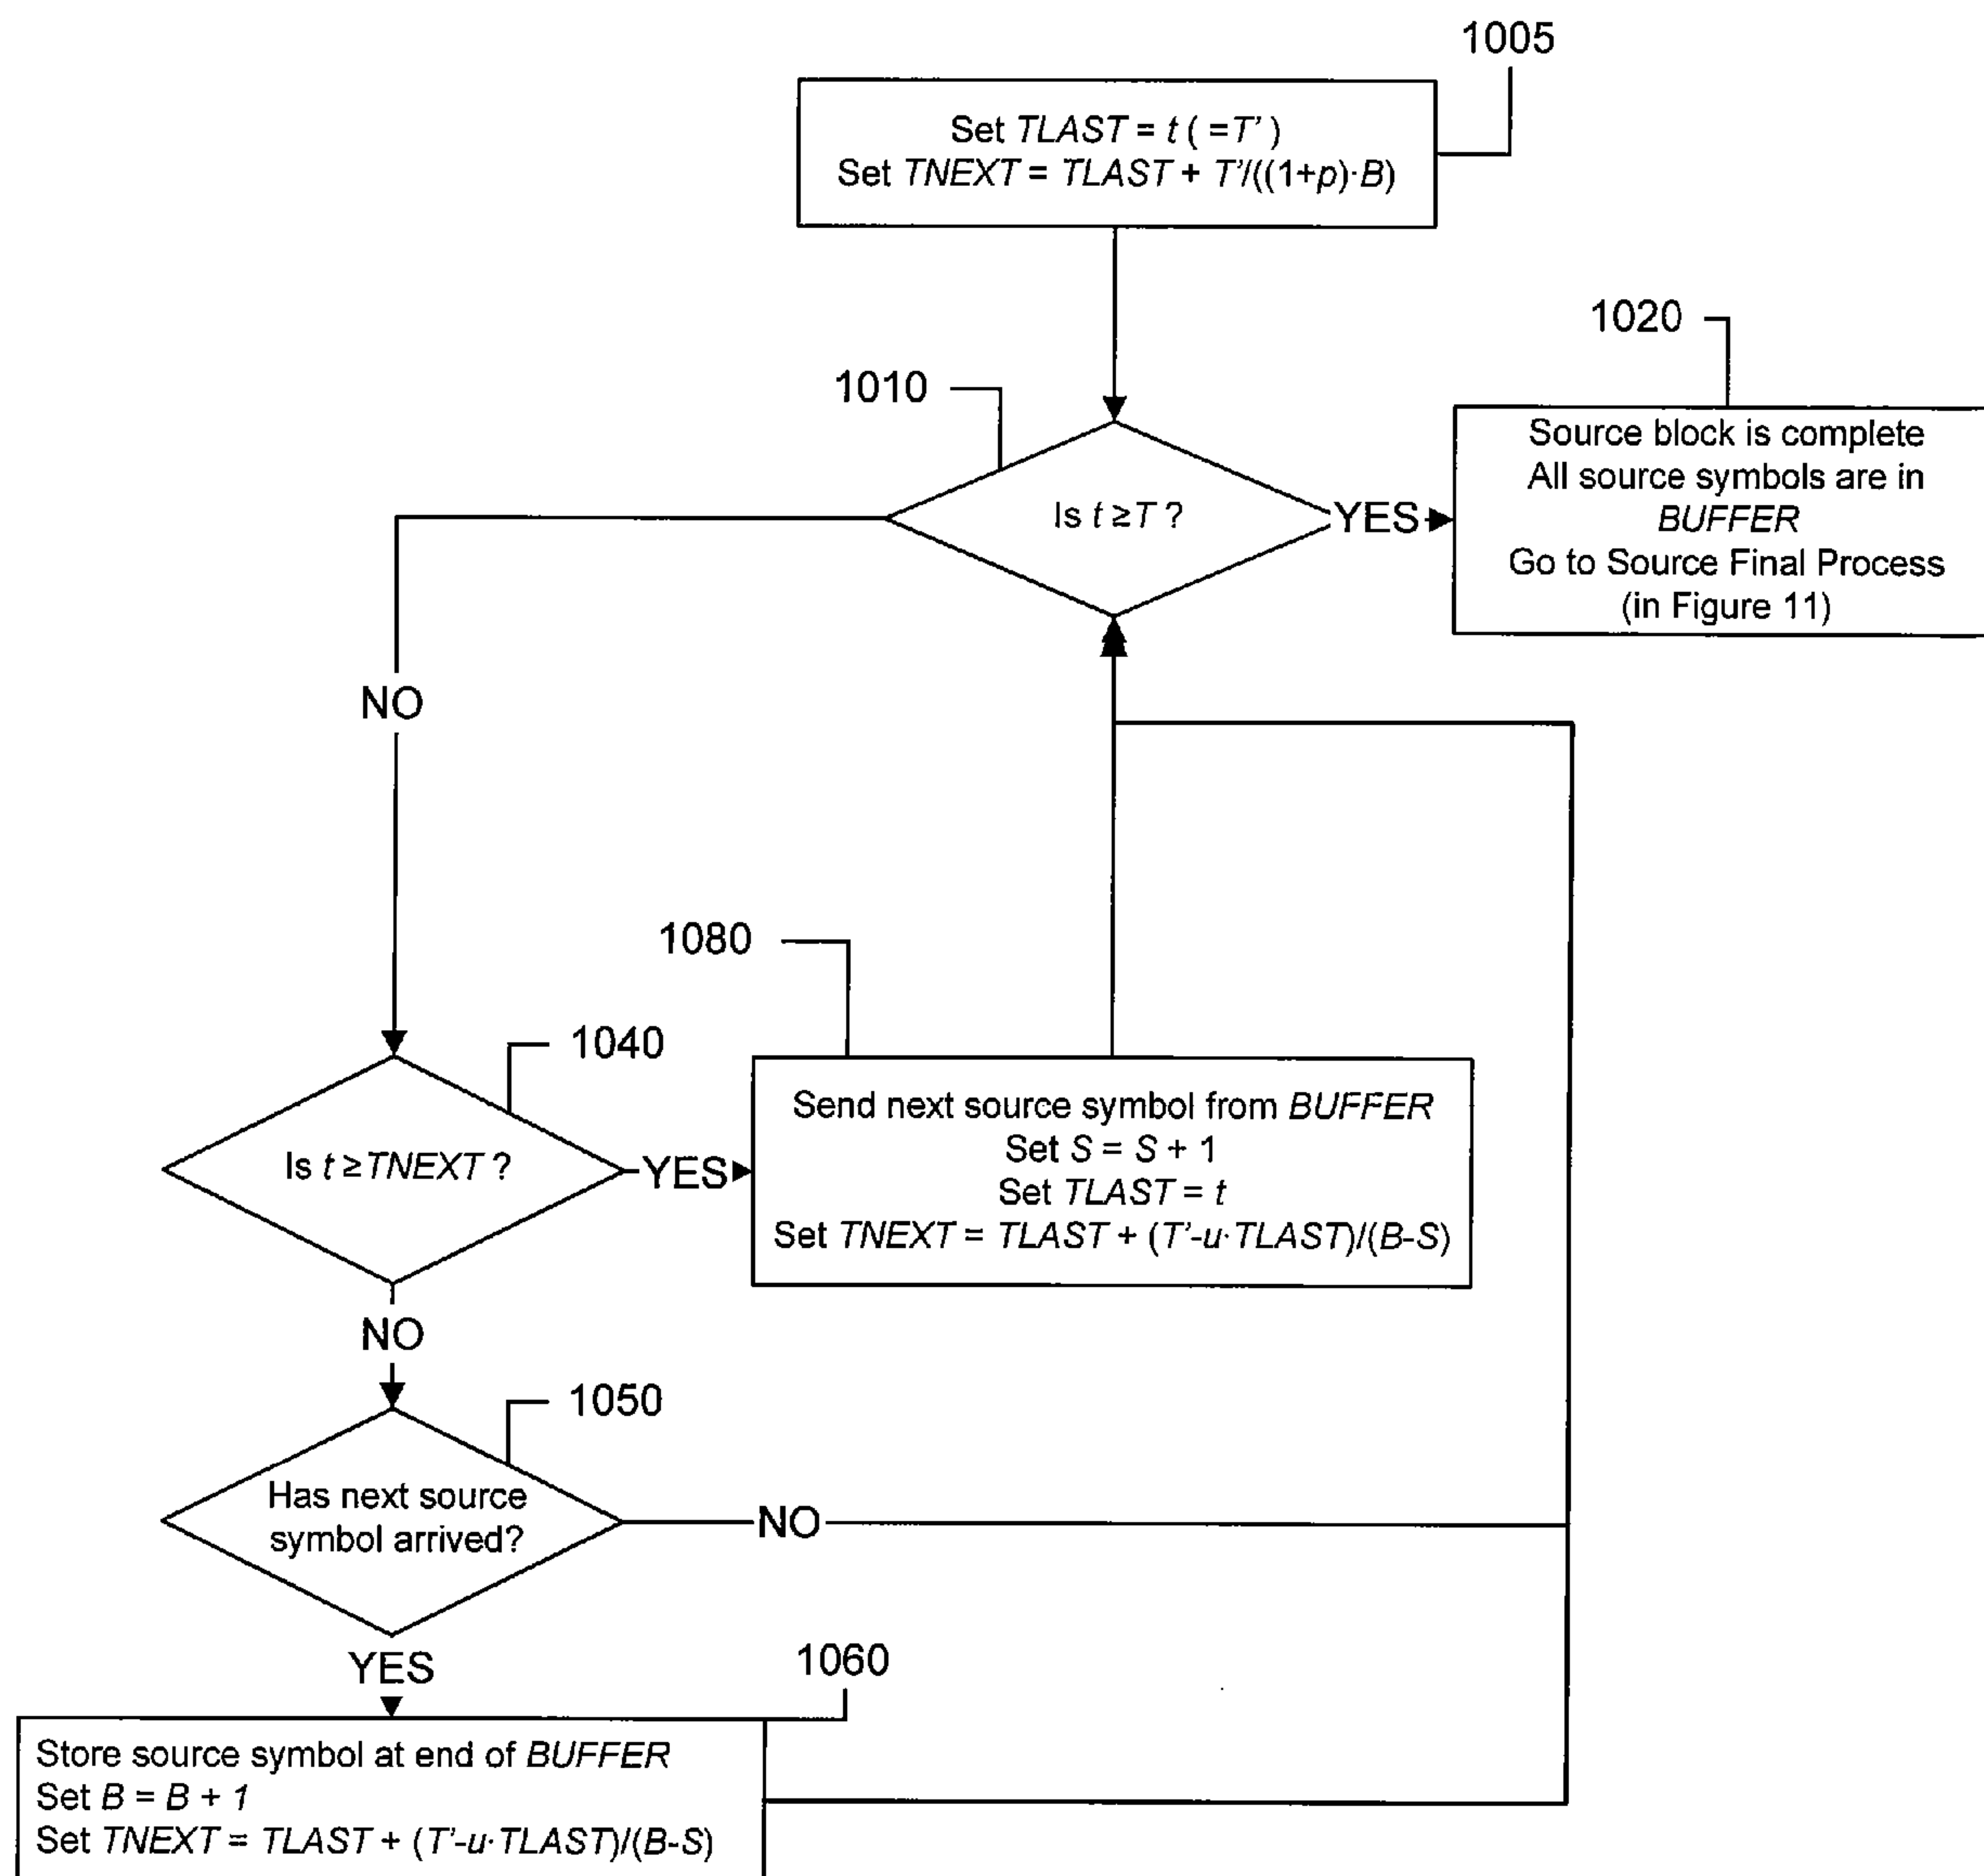 1005
Set TLAST = t ( =T’ )
Set TNEXT = TLAST + T’/((1+p)·B)
1020
1010
Source block is complete
All source symbols are in
BUFFER
Go to Source Final Process
(in Figure 11)
Is t ≥T ?
YES
NO
1080
1040
Send next source symbol from BUFFER
Set S = S + 1
Set TLAST = t
Set TNEXT = TLAST + (T’-u·TLAST)/(B-S)
Is t ≥TNEXT ?
YES
NO
1050
Has next source
symbol arrived?
NO
YES
1060
Store source symbol at end of BUFFER
Set B = B + 1
Set TNEXT = TLAST + (T’-u·TLAST)/(B-S)